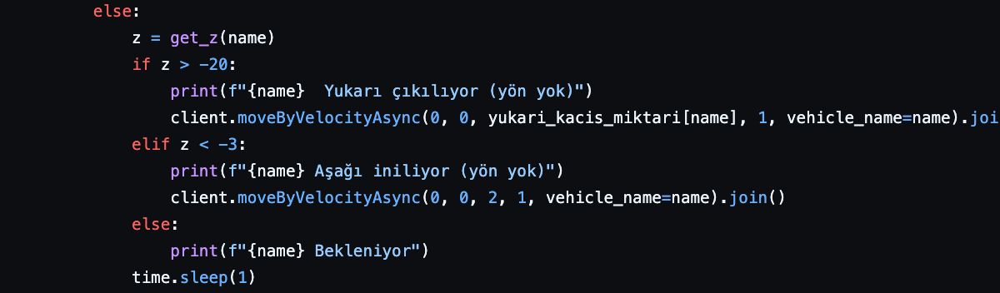 else:
z = get_z(name)
if z > -20:
print(f"{name}  Yukarı çıkılıyor (yön yok)")
client.moveByVelocityAsync(0, 0, yukari_kacis_miktari[name], 1, vehicle_name=name).joi
elif z < -3:
print(f"{name} Aşağı iniliyor (yön yok)")
client.moveByVelocityAsync(0, 0, 2, 1, vehicle_name=name).join()
else:
print(f"{name} Bekleniyor")
time.sleep(1)